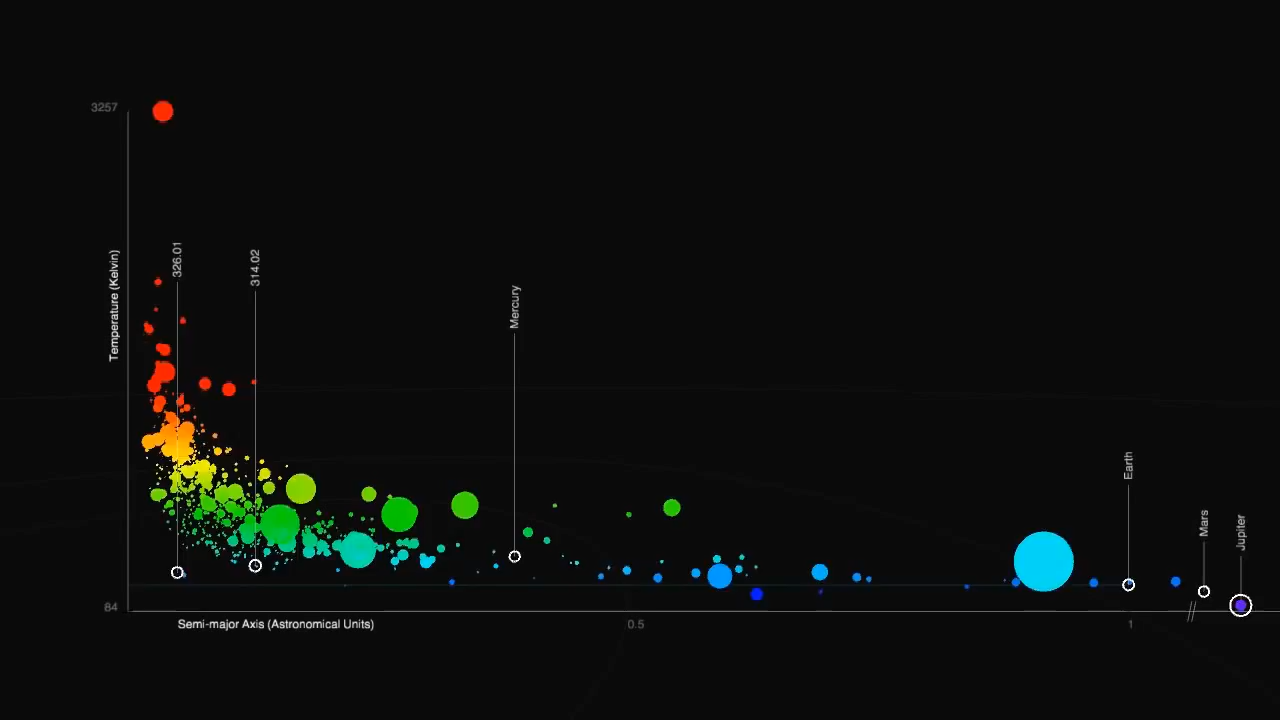 3257
Temperature (Kelvin)
326.01
314.02
Mercury
Earth
Mars
Jupiter
84
Semi-major Axis (Astronomical Units)
0.5
1